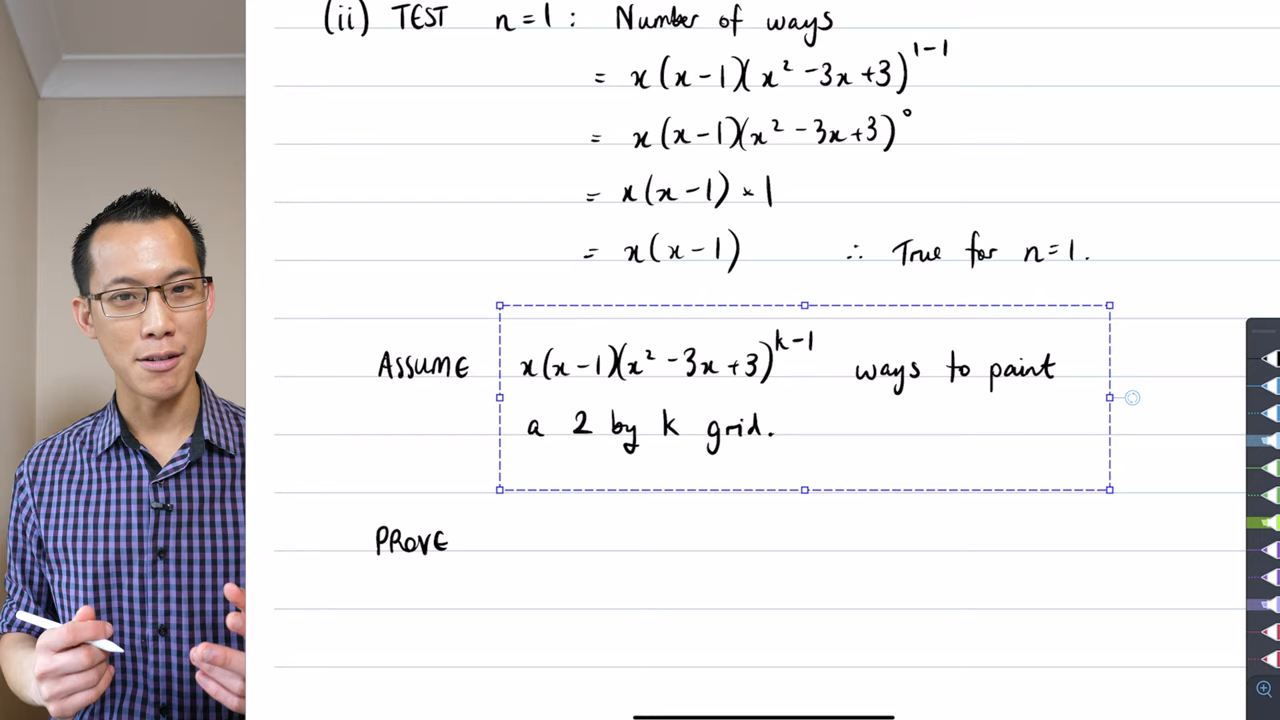 (ii) TEST n = 1 : Number of ways
= x(x-1)(x² -3x+3)¹⁻¹
= x(x-1)(x² -3x+3)⁰
= x(x-1) × 1
= x(x-1) ∴ True for n=1.
ASSUME x(x-1)(x² -3x+3)ᵏ⁻¹ ways to paint
a 2 by k grid.
PROVE